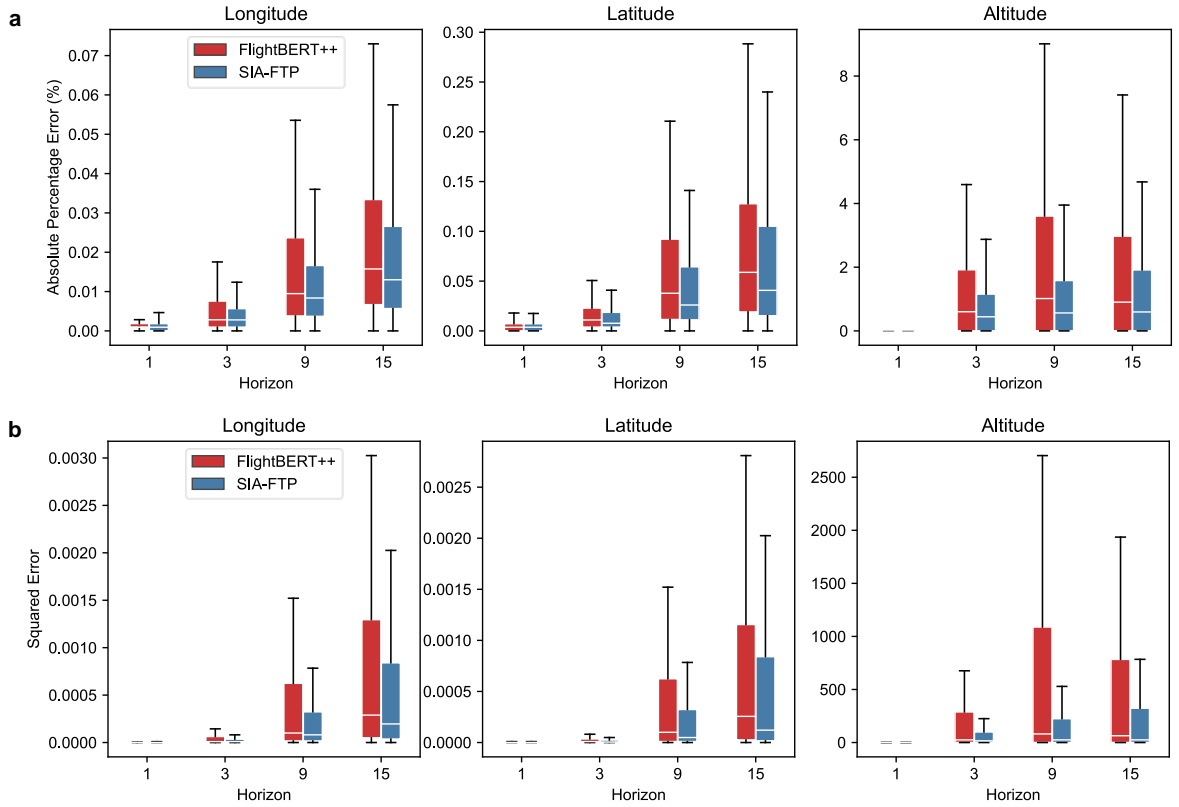 a
Longitude
Latitude
Altitude
Absolute Percentage Error (%)
0.07
0.06
0.05
0.04
0.03
0.02
0.01
0.00
FlightBERT++
SIA-FTP
1 3 9 15
Horizon
0.30
0.25
0.20
0.15
0.10
0.05
0.00
1 3 9 15
Horizon
8
6
4
2
0
1 3 9 15
Horizon
b
Longitude
Latitude
Altitude
Squared Error
0.0030
0.0025
0.0020
0.0015
0.0010
0.0005
0.0000
FlightBERT++
SIA-FTP
1 3 9 15
Horizon
0.0025
0.0020
0.0015
0.0010
0.0005
0.0000
1 3 9 15
Horizon
2500
2000
1500
1000
500
0
1 3 9 15
Horizon